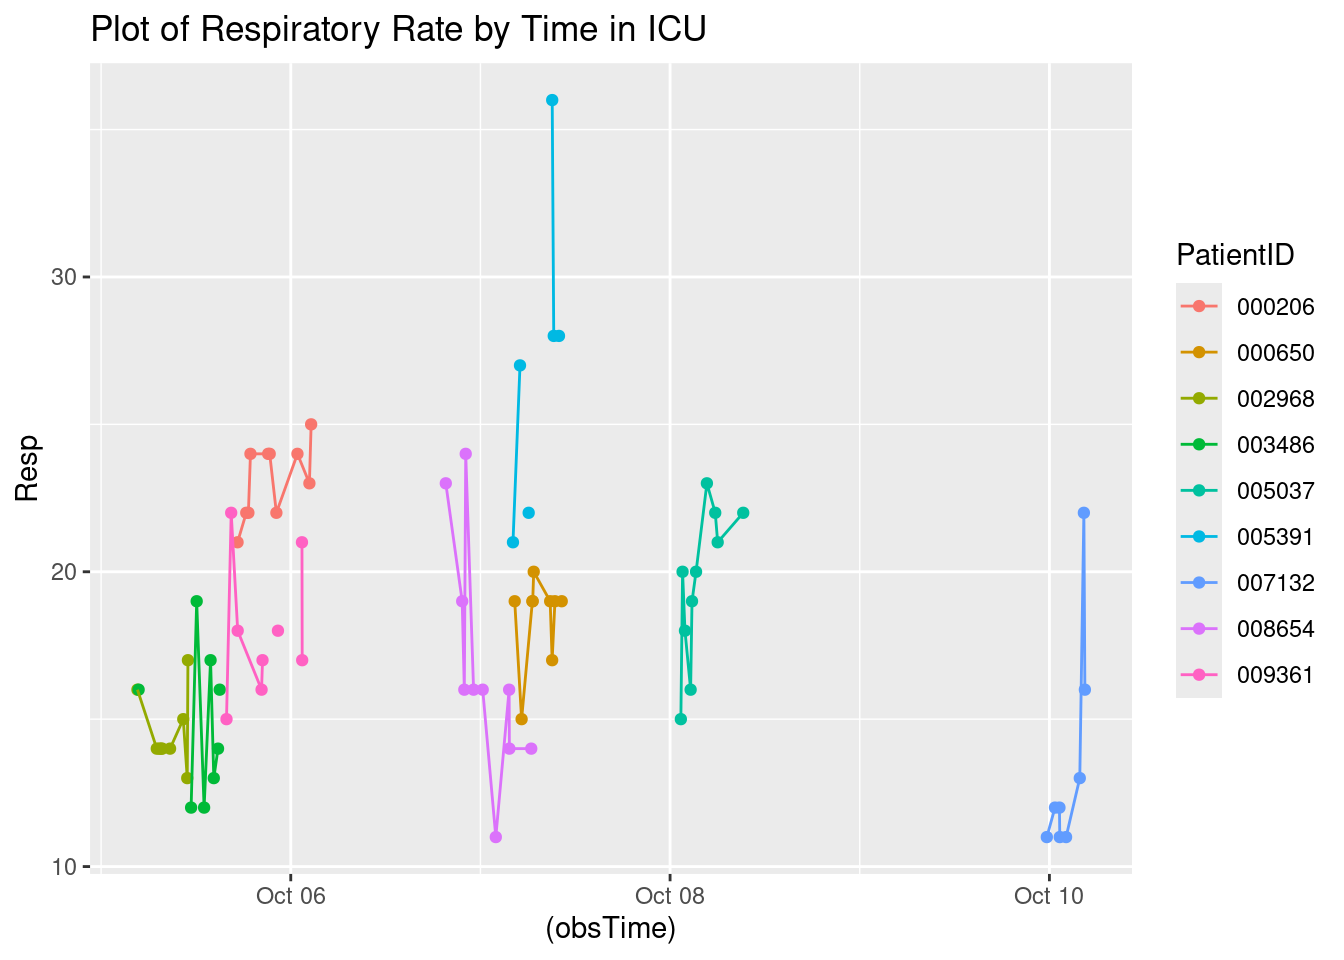 Plot of Respiratory Rate by Time in ICU
Resp
30
20
10
Oct 06
Oct 08
Oct 10
(obsTime)
PatientID
000206
000650
002968
003486
005037
005391
007132
008654
009361